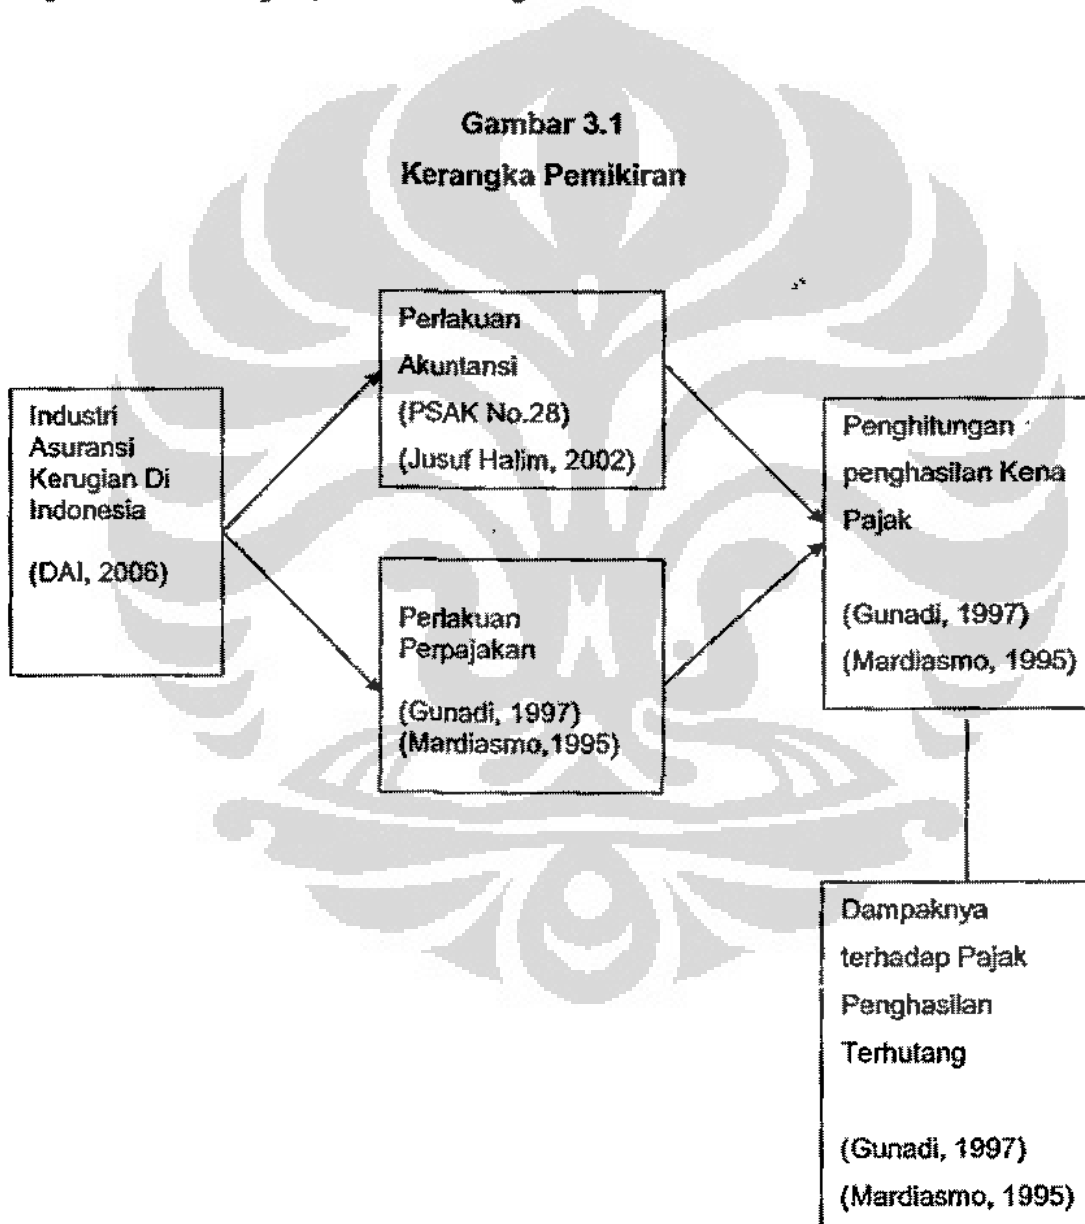 Gambar 3.1
Kerangka Pemikiran
Perlakuan
Akuntansi
(PSAK No.28)
(Jusuf Halim, 2002)
Industri
Asuransi
Kerugian Di
Indonesia
(DAI, 2006)
Perlakuan
Perpajakan
(Gunadi, 1997)
(Mardiasmo,1995)
Penghitungan
penghasilan Kena
Pajak
(Gunadi, 1997)
(Mardiasmo, 1995)
Dampaknya
terhadap Pajak
Penghasilan
Terhutang
(Gunadi, 1997)
(Mardiasmo, 1995)